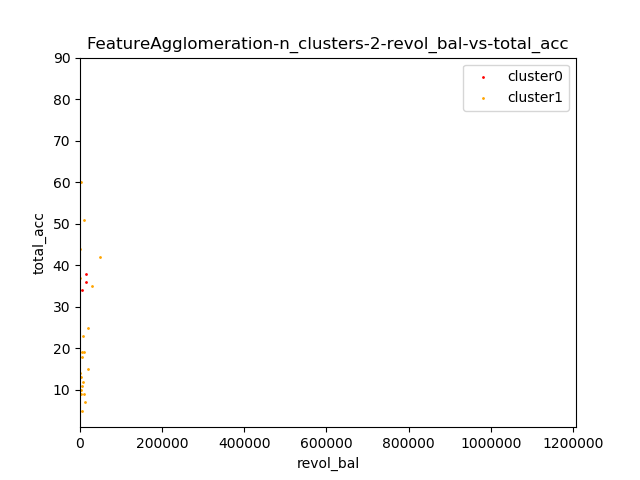 FeatureAgglomeration-n_clusters-2-revol_bal-vs-total_acc
cluster0
cluster1
90
80
70
60
50
40
30
20
10
total_acc
0 200000 400000 600000 800000 1000000 1200000
revol_bal